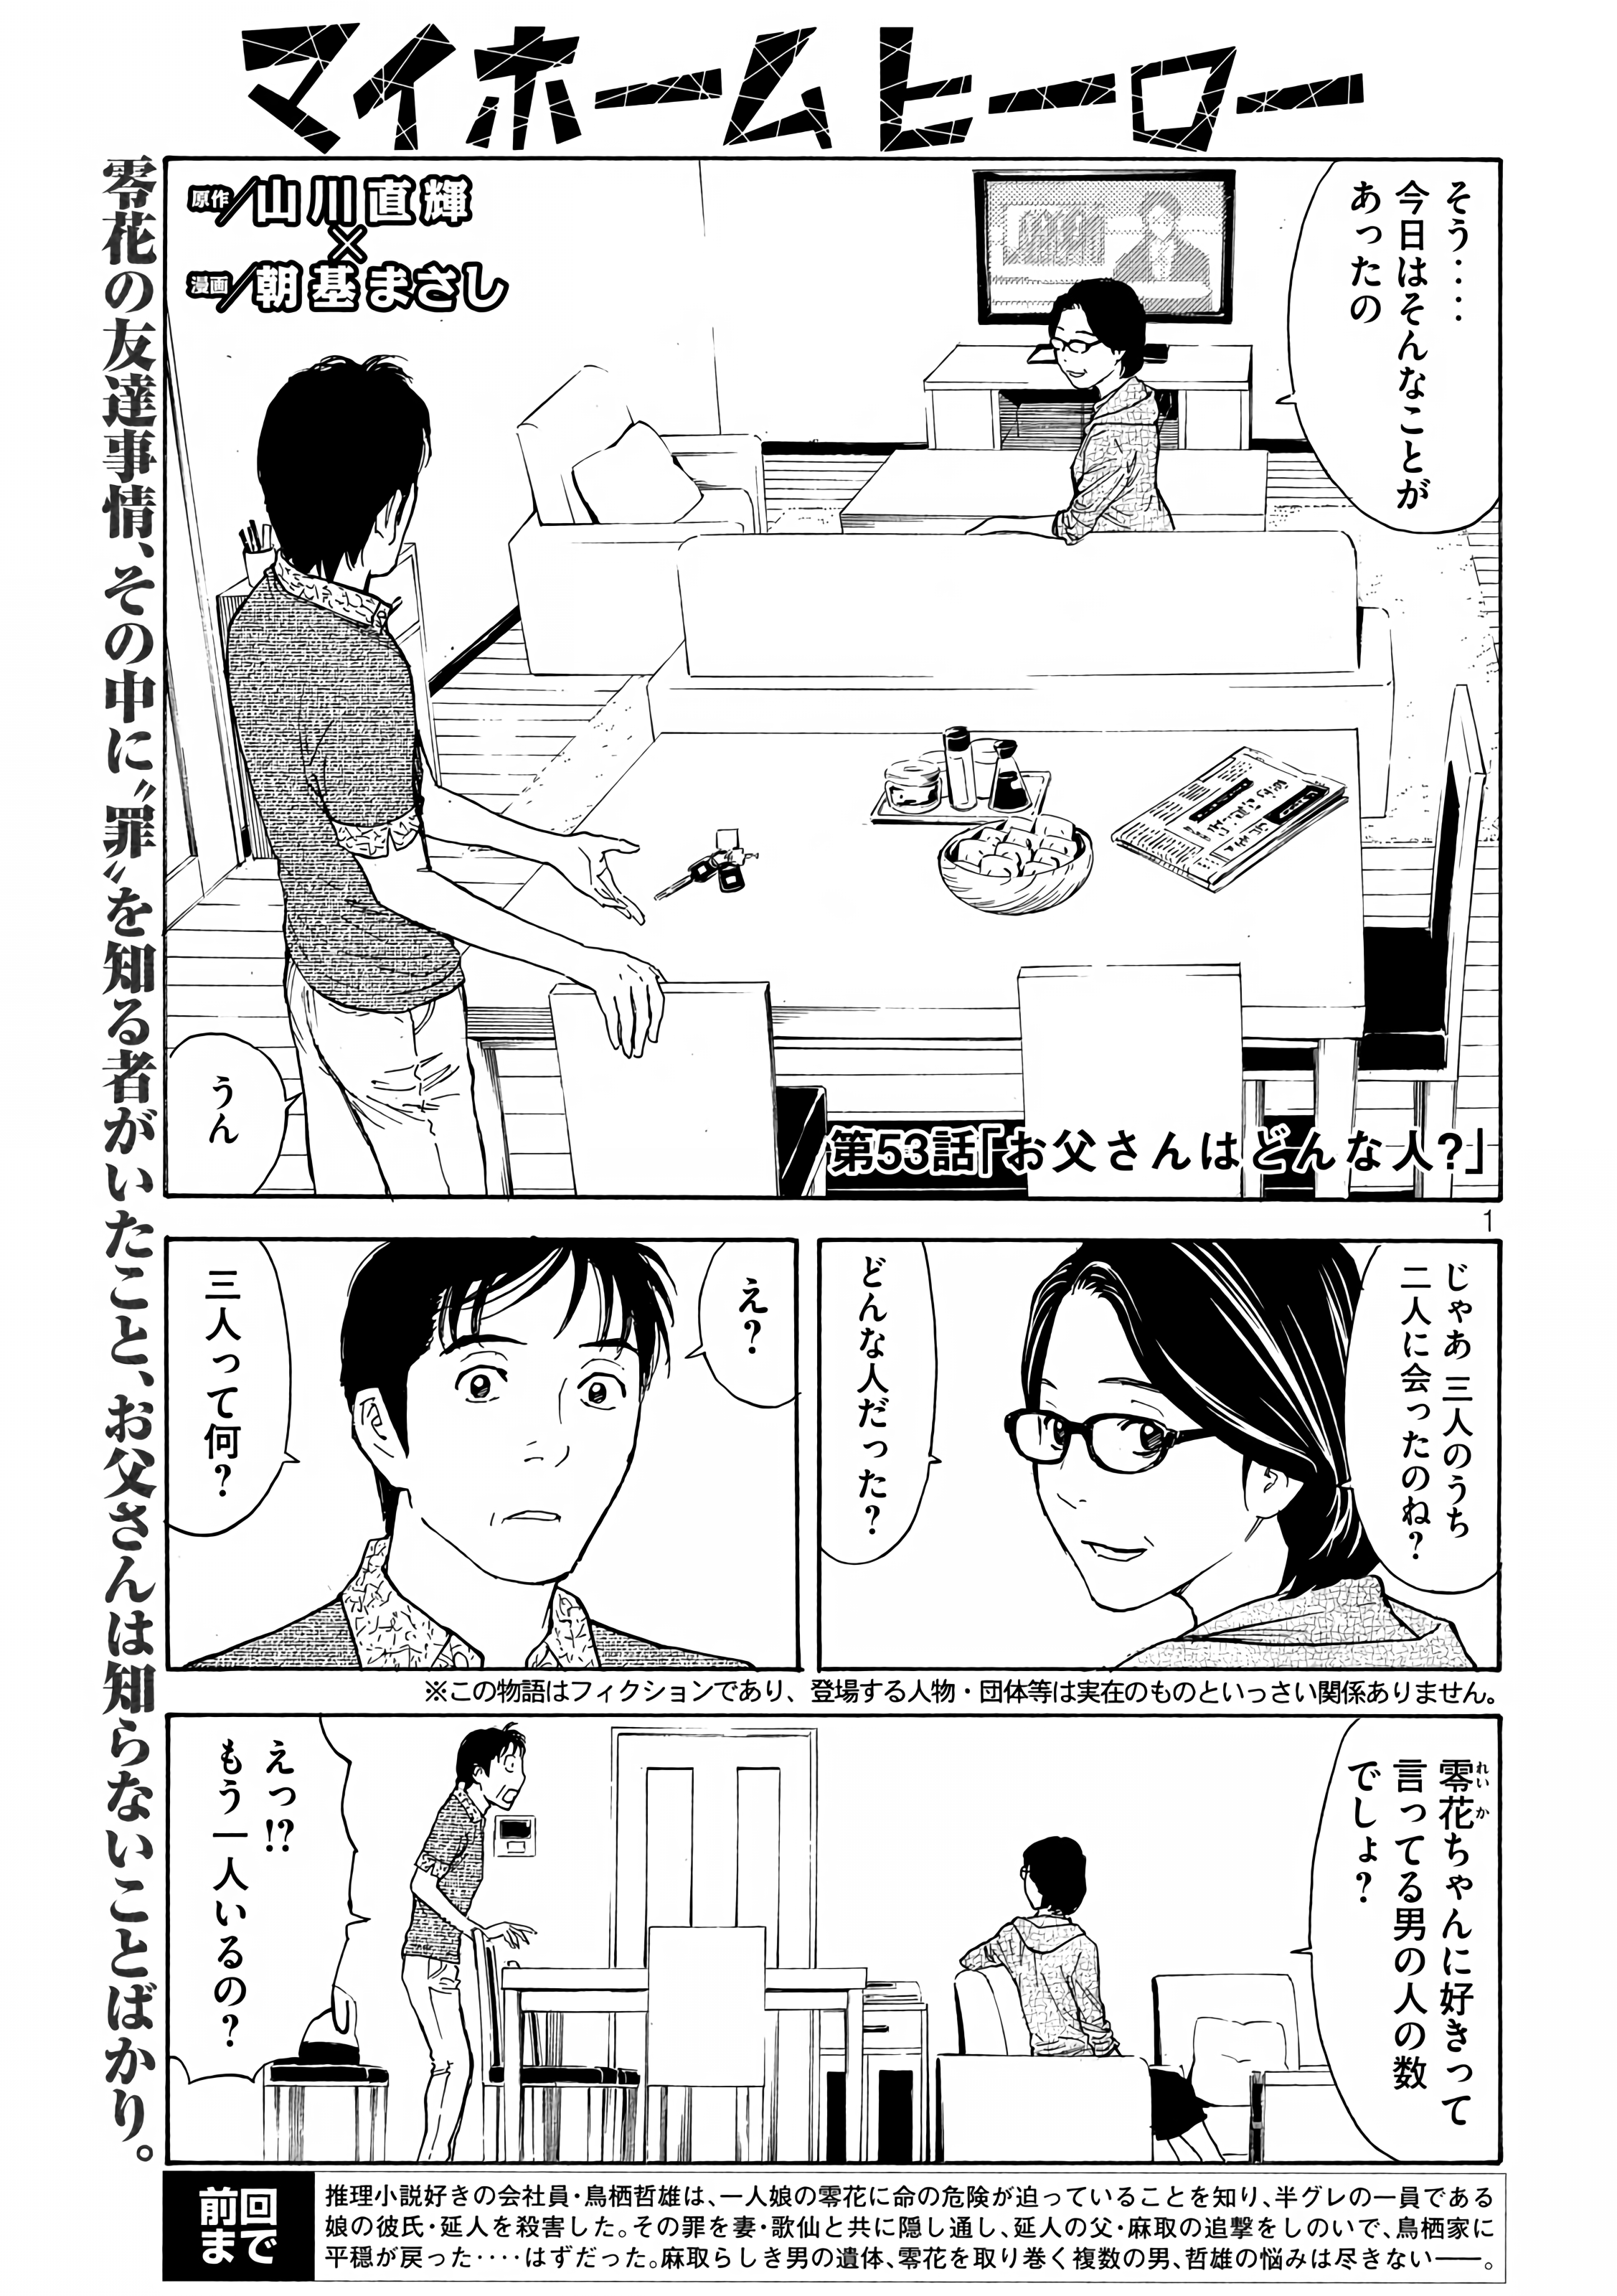 マイホームヒーロー
原作/山川直輝
×
漫画/朝基まさし
零花の友達事情、その中に〝罪〟を知る者がいたこと、お父さんは知らないことばかり。
そう‥‥
今日はそんなことが
あったの
うん
第53話「お父さんはどんな人?」
1
じゃあ 三人のうち
二人に会ったのね?
どんな人だった?
え?
三人って何?
※この物語はフィクションであり、登場する人物・団体等は実在のものといっさい関係ありません。
零花ちゃんに好きって
れいか
言ってる男の人の数
でしょ?
えっ!?
もう一人いるの?
前回まで
推理小説好きの会社員・鳥栖哲雄は、一人娘の零花に命の危険が迫っていることを知り、半グレの一員である
娘の彼氏・延人を殺害した。その罪を妻・歌仙と共に隠し通し、延人の父・麻取の追撃をしのいで、鳥栖家に
平穏が戻った‥‥はずだった。麻取らしき男の遺体、零花を取り巻く複数の男、哲雄の悩みは尽きない──。